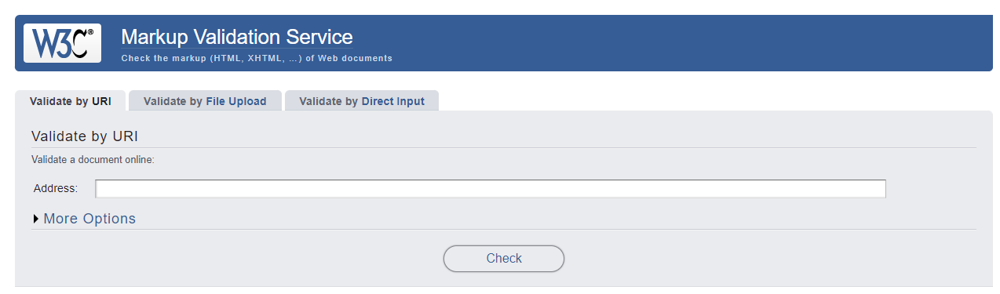 W3C®
Markup Validation Service
Check the markup (HTML, XHTML, …) of Web documents
Validate by URI
Validate by File Upload
Validate by Direct Input
Validate by URI
Validate a document online:
Address:
More Options
Check